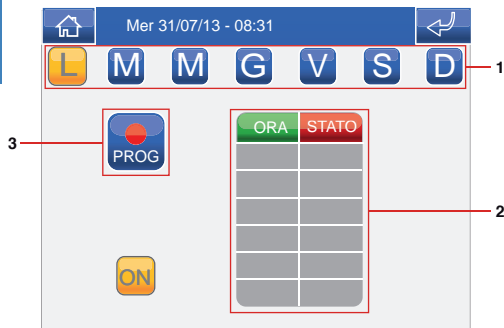 Mer 31/07/13 - 08:31
L M M G V S D
1
3
PROG
ORA STATO
2
ON